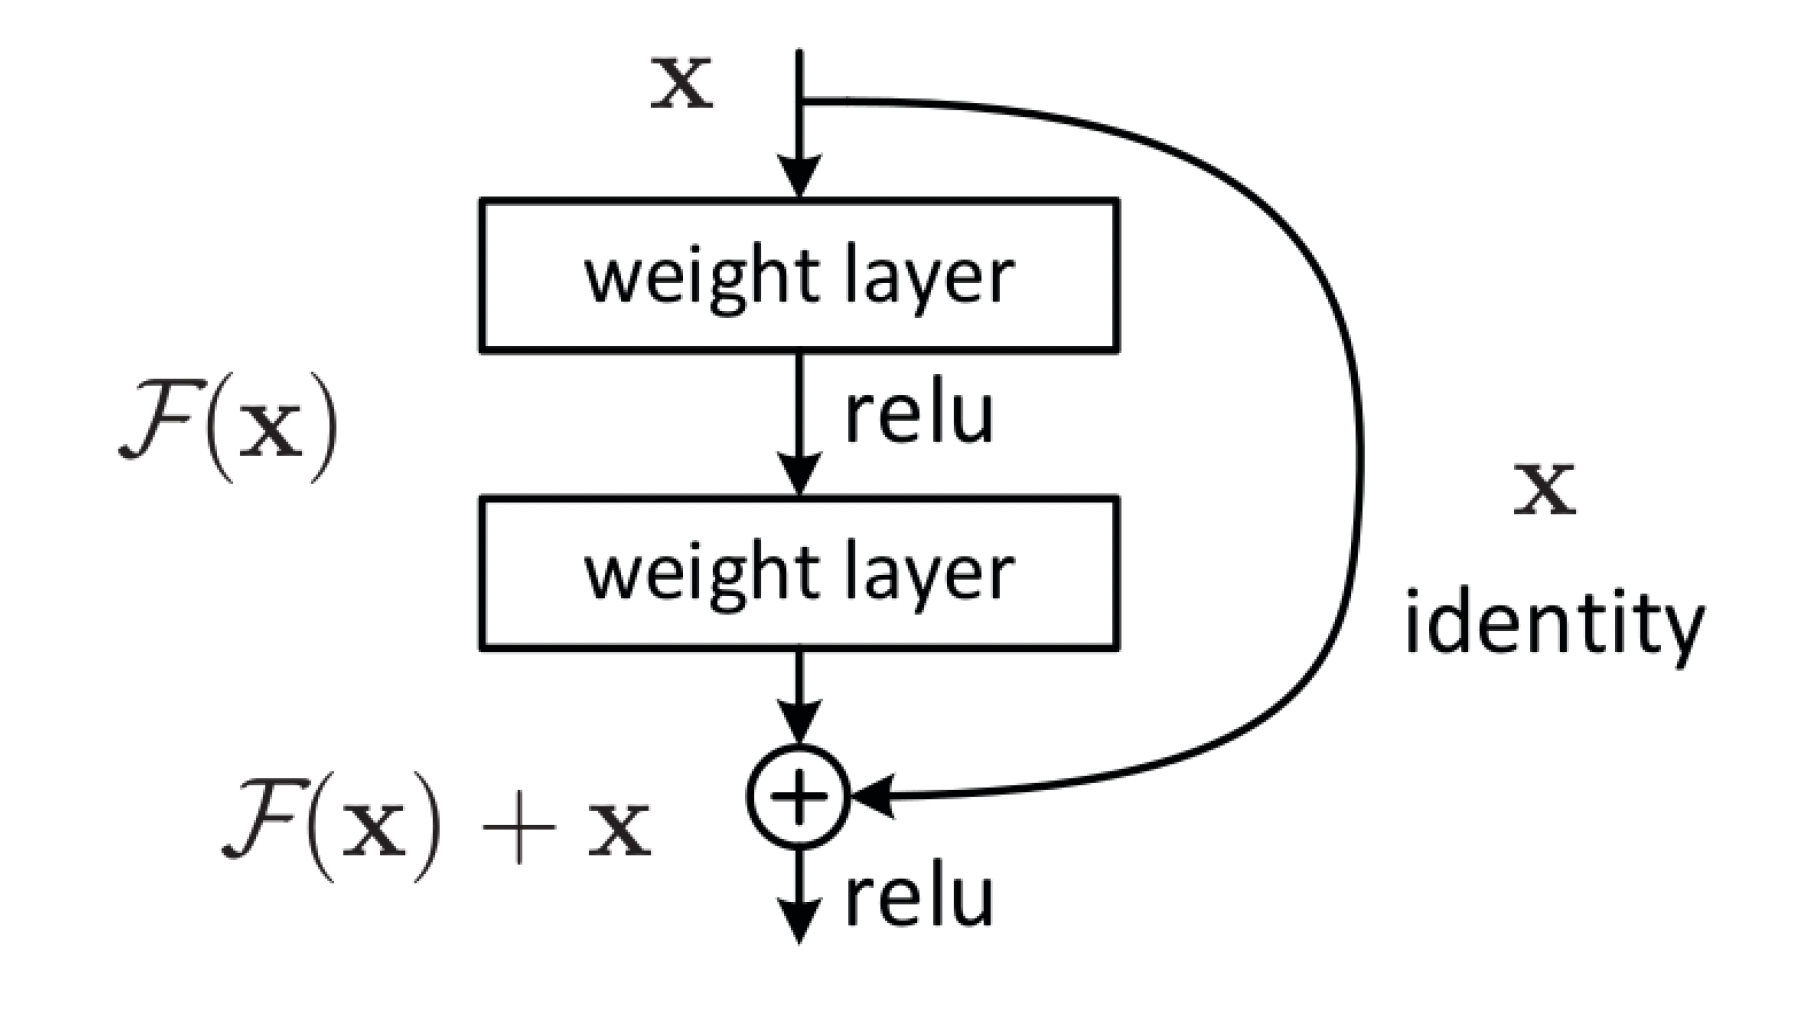 x
weight layer
F(x)
relu
x
weight layer
identity
F(x) + x
+
relu